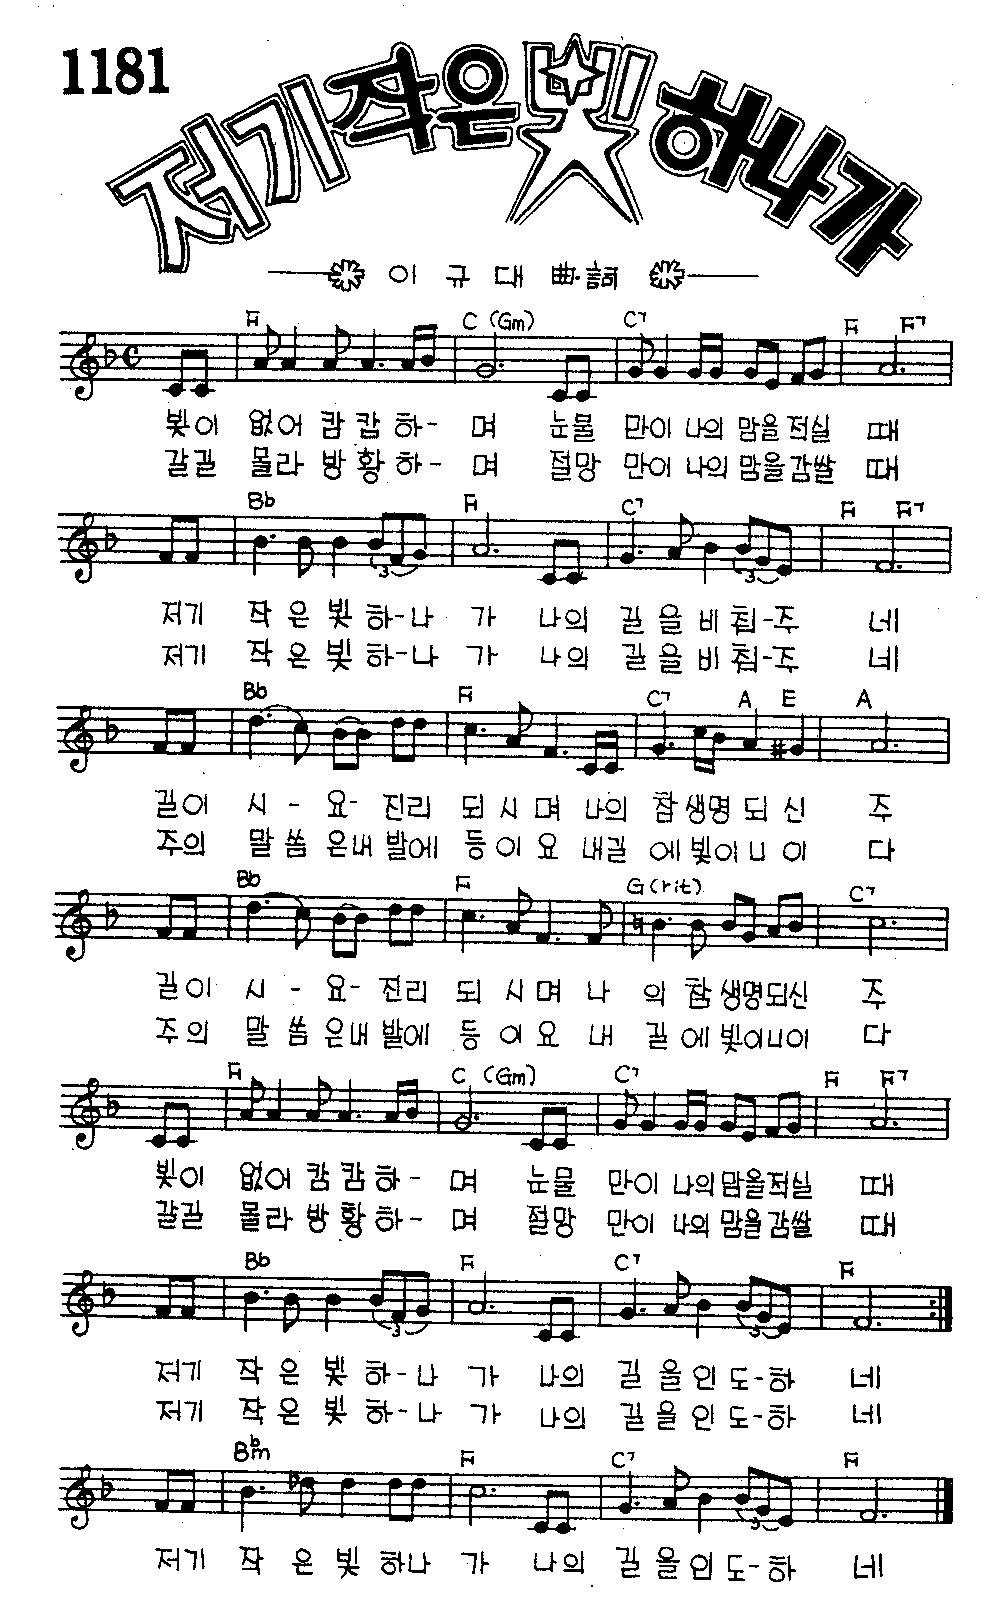 1181
저기 작은 빛 하나가
이 규 대 曲·詞
F C (Gm) C7 F F7
빛이 없어 캄캄하- 며 눈물 만이 나의 맘을 적실 때
갈길 몰라 방황하- 며 절망 만이 나의 맘을 감쌀 때
Bb F C7 F F7
저기 작은 빛 하-나 가 나의 길을 비췸-주 네
저기 작은 빛 하-나 가 나의 길을 비췸-주 네
Bb F C7 A E A
길이 시 - 요- 진리 되시며 나의 참 생명 되신 주
주의 말씀은 내 발에 등이요 내길 에 빛이니이 다
Bb F G (rit) C7
길이 시 - 요- 진리 되 시며 나 의 참 생명되신 주
주의 말씀은 내 발에 등 이요 내 길 에 빛이니이 다
F C (Gm) C7 F F7
빛이 없어 캄캄하- 며 눈물 만이 나의 맘을 적실 때
갈길 몰라 방황하- 며 절망 만이 나의 맘을 감쌀 때
Bb F C7 F
저기 작은 빛 하-나 가 나의 길을 인도-하 네
저기 작은 빛 하-나 가 나의 길을 인도-하 네
Bbm F C7 F
저기 작은 빛 하나 가 나의 길을 인도-하 네